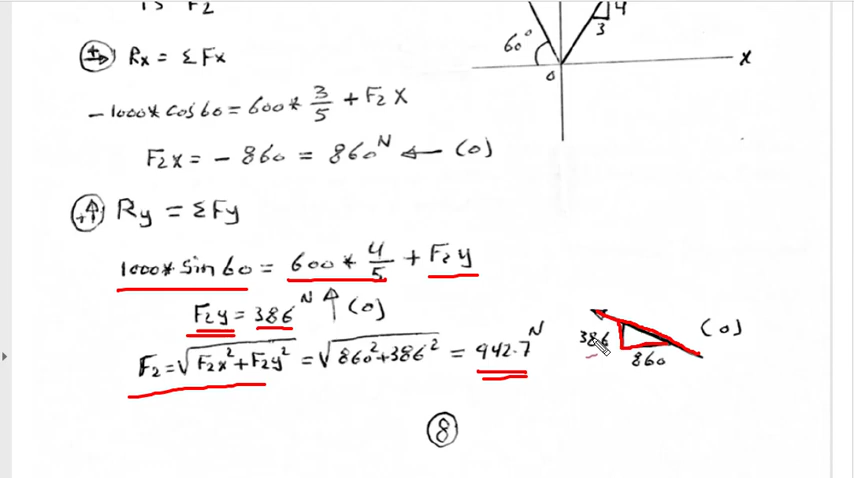 is F2
60°
4
3
x
o
(+→) Rx = ΣFx
-1000* cos 60 = 600* 3/5 + F2x
F2x = - 860 = 860 N ← (o)
(+↑) Ry = ΣFy
1000* sin 60 = 600 * 4/5 + F2y
F2y = 386 N ↑ (o)
F2 = √F2x² + F2y² = √860² + 386² = 942.7 N
386
860
(o)
8